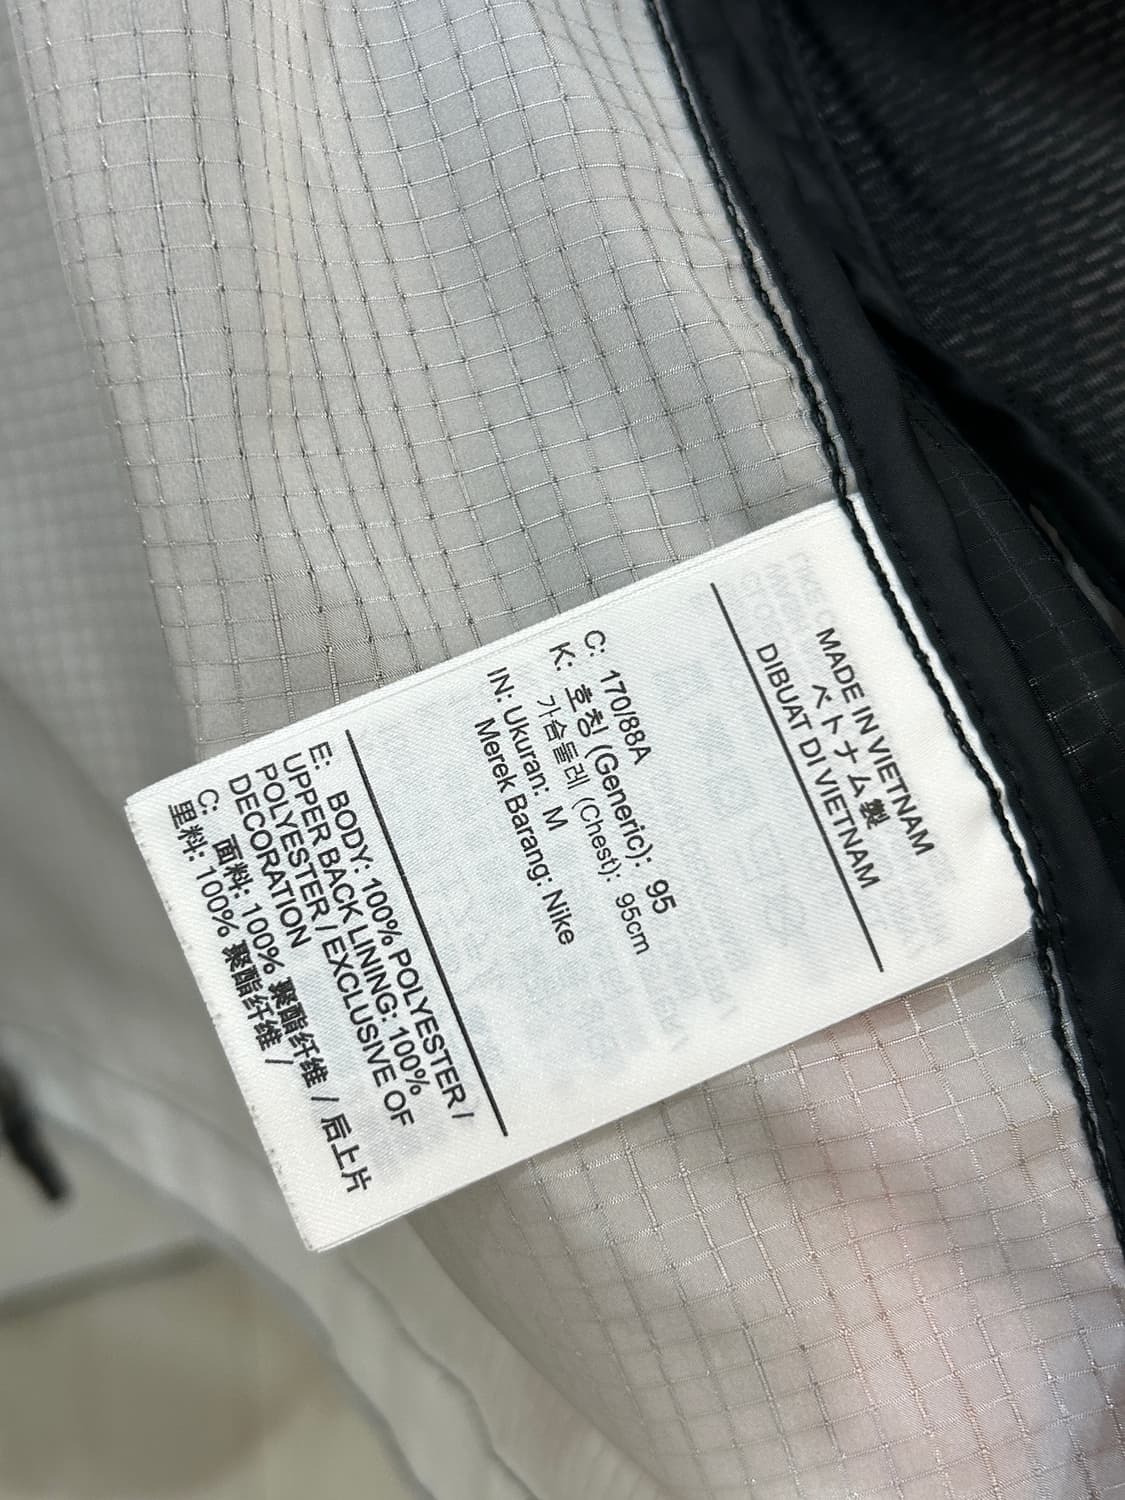 MADE IN VIETNAM
ベトナム製
DIBUAT DI VIETNAM
C: 170/88A
K: 호칭 (Generic): 95
가슴둘레 (Chest): 95cm
IN: Ukuran: M
Merek Barang: Nike
E: BODY: 100% POLYESTER /
UPPER BACK LINING: 100%
POLYESTER / EXCLUSIVE OF
DECORATION
C: 面料: 100% 聚酯纤维 / 后上片
里料: 100% 聚酯纤维 /